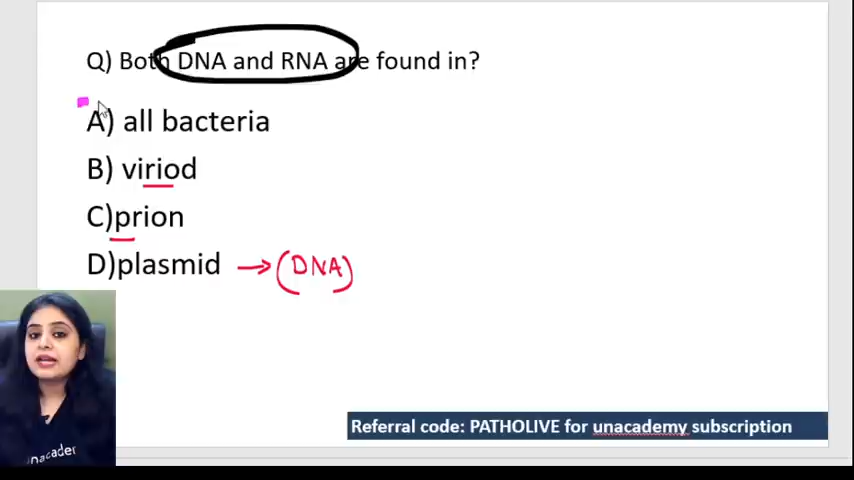 Q) Both DNA and RNA are found in?
A) all bacteria
B) viriod
C)prion
D)plasmid → (DNA)
unacader
Referral code: PATHOLIVE for unacademy subscription